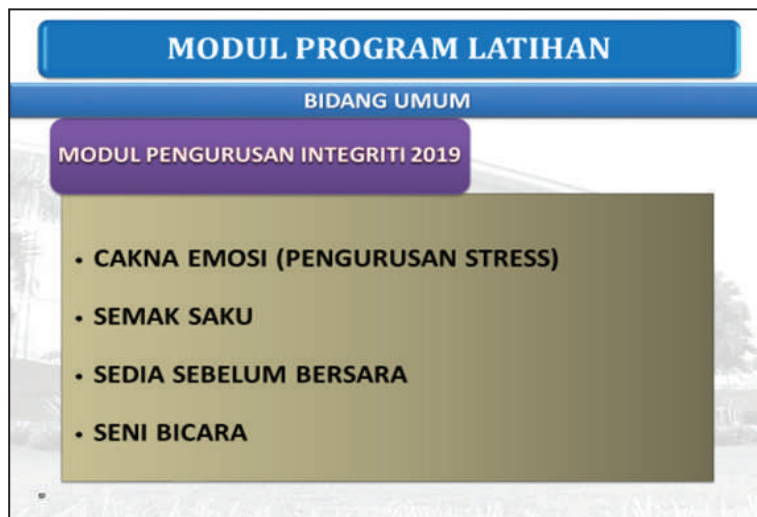 MODUL PROGRAM LATIHAN
BIDANG UMUM
MODUL PENGURUSAN INTEGRITI 2019
• CAKNA EMOSI (PENGURUSAN STRESS)
• SEMAK SAKU
• SEDIA SEBELUM BERSARA
• SENI BICARA